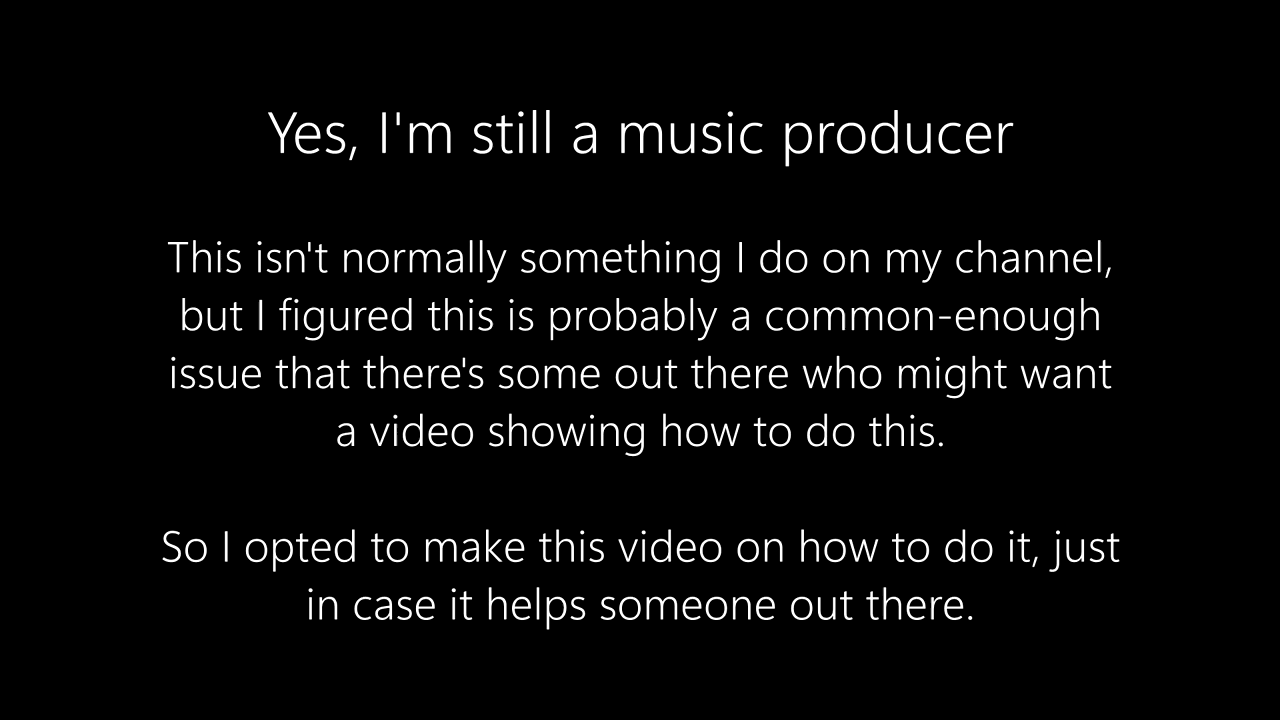 Yes, I'm still a music producer
This isn't normally something I do on my channel,
but I figured this is probably a common-enough
issue that there's some out there who might want
a video showing how to do this.
So I opted to make this video on how to do it, just
in case it helps someone out there.